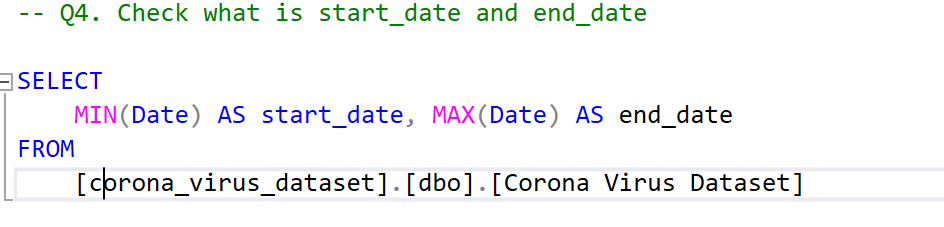 -- Q4. Check what is start_date and end_date
SELECT
MIN(Date) AS start_date, MAX(Date) AS end_date
FROM
[corona_virus_dataset].[dbo].[Corona Virus Dataset]